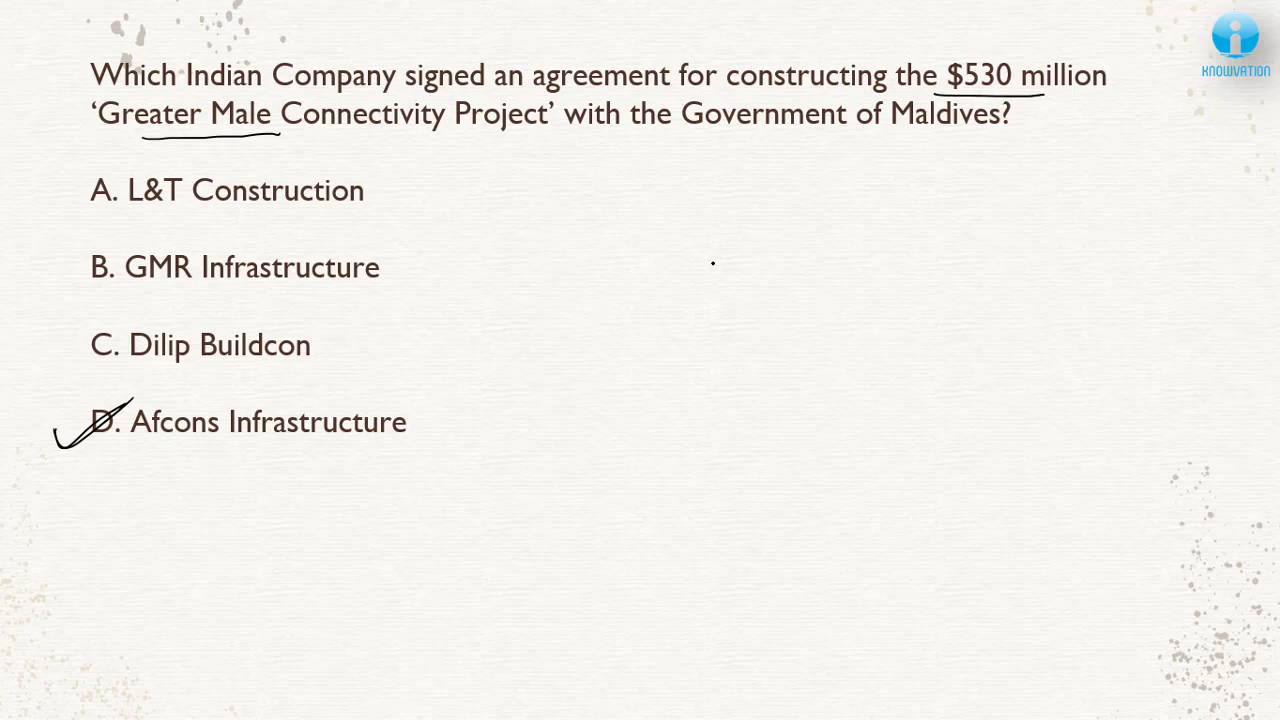 Which Indian Company signed an agreement for constructing the $530 million
‘Greater Male Connectivity Project’ with the Government of Maldives?
A. L&T Construction
B. GMR Infrastructure
C. Dilip Buildcon
D. Afcons Infrastructure
KNOWVATION